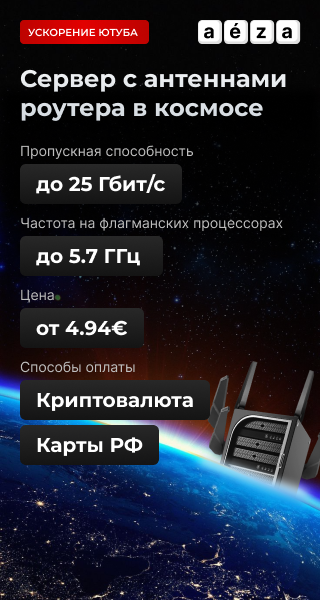 УСКОРЕНИЕ ЮТУБА
aéza
Сервер с антеннами
роутера в космосе
Пропускная способность
до 25 Гбит/с
Частота на флагманских процессорах
до 5.7 ГГц
Цена
от 4.94€
Способы оплаты
Криптовалюта
Карты РФ